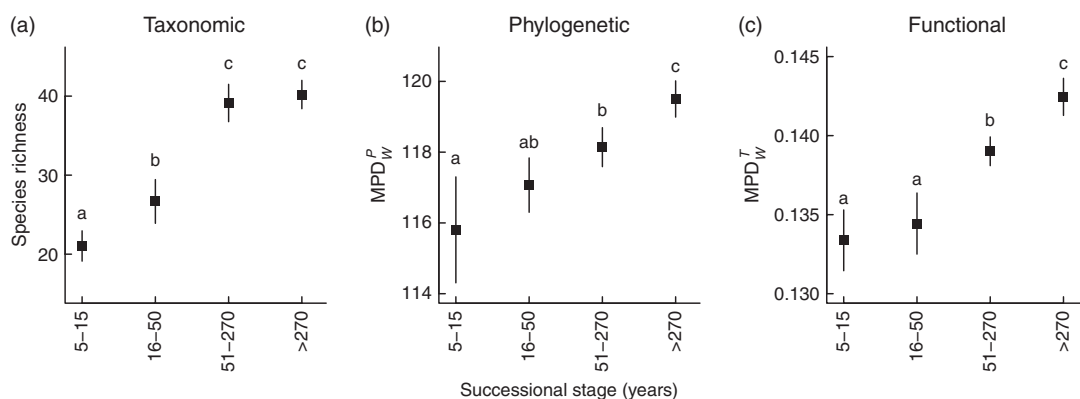 (a) Taxonomic
Species richness
40
30
20
a
b
c
c
5–15
16–50
51–270
>270
(b) Phylogenetic
MPD_W^P
120
118
116
114
a
ab
b
c
5–15
16–50
51–270
>270
(c) Functional
MPD_W^T
0.145
0.140
0.135
0.130
a
a
b
c
5–15
16–50
51–270
>270
Successional stage (years)